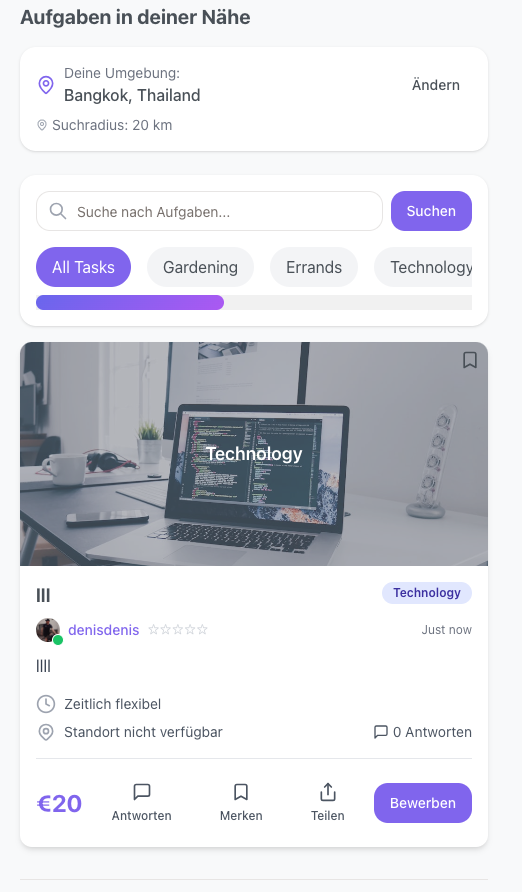 Aufgaben in deiner Nähe
Deine Umgebung:
Bangkok, Thailand
Ändern
Suchradius: 20 km
Suche nach Aufgaben...
Suchen
All Tasks
Gardening
Errands
Technology
Technology
lll
Technology
denisdenis
Just now
llll
Zeitlich flexibel
Standort nicht verfügbar
0 Antworten
€20
Antworten
Merken
Teilen
Bewerben